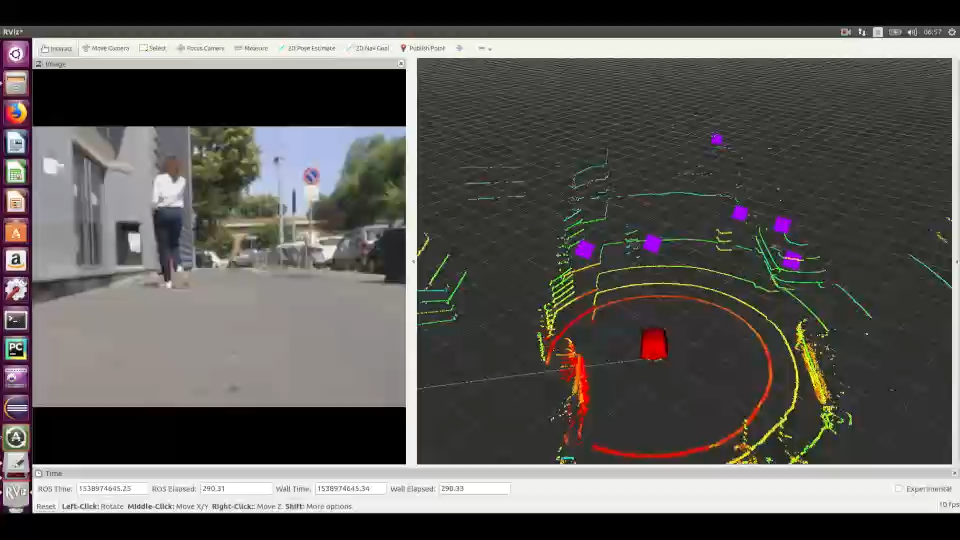 RViz*
06:57
Interact Move Camera Select Focus Camera Measure 2D Pose Estimate 2D Nav Goal Publish Point
Image
Time
ROS Time: 1538974645.23 ROS Elapsed: 290.31 Wall Time: 1538974645.34 Wall Elapsed: 290.33 Experimental
Reset Left-Click: Rotate Middle-Click: Move X/Y Right-Click:: Move Z Shift: More options. 10 fps